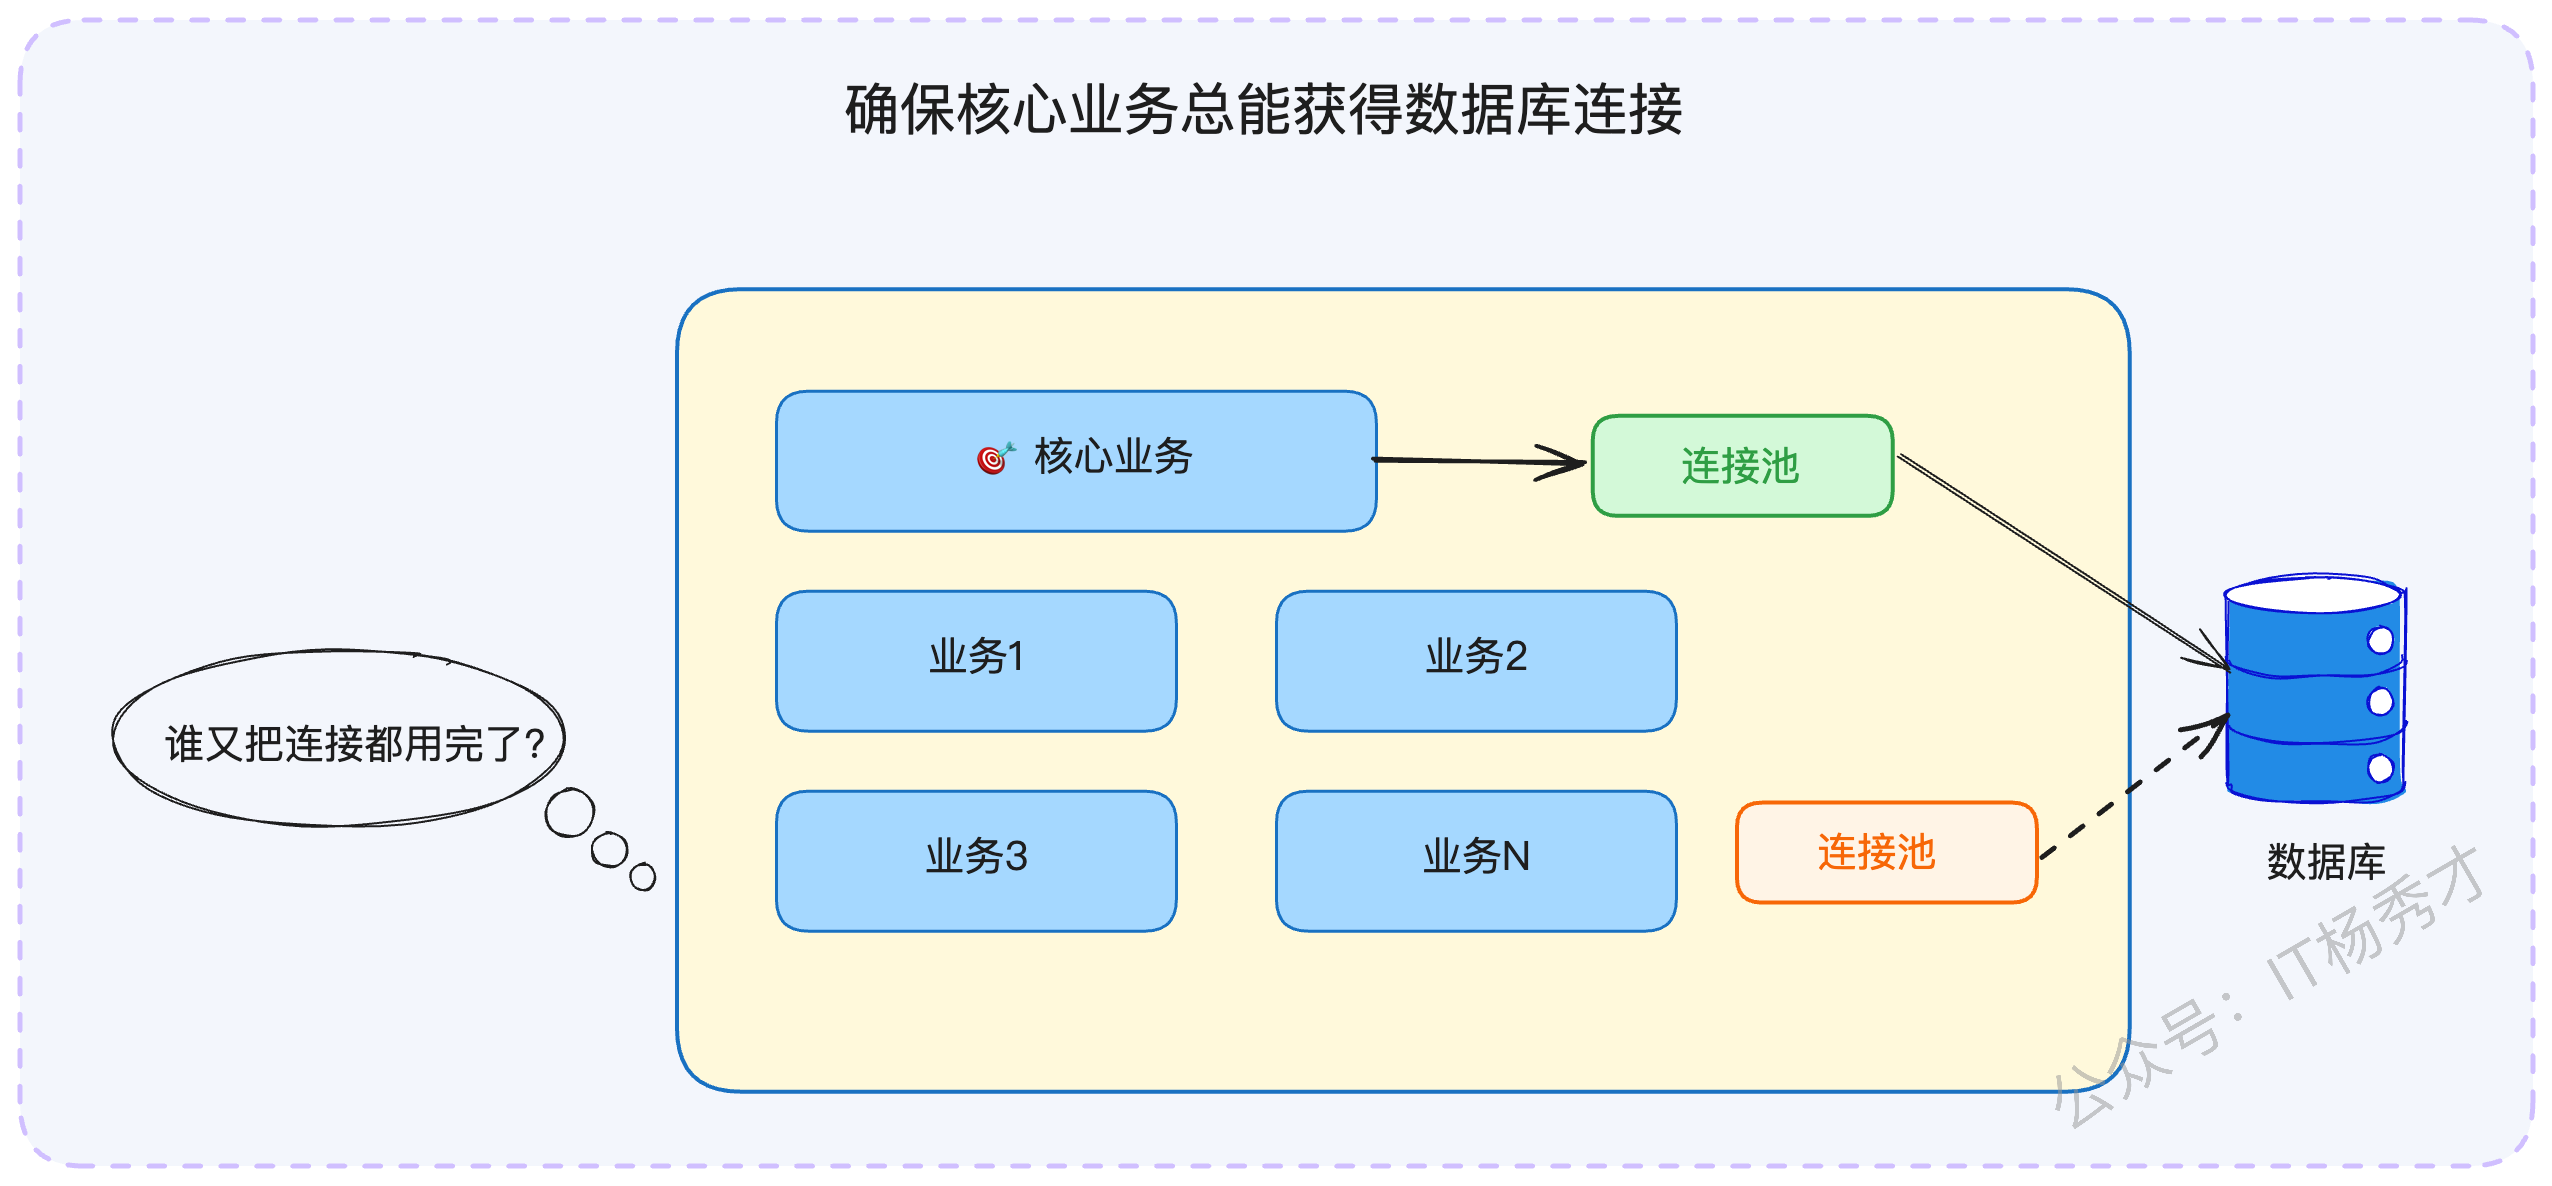 确保核心业务总能获得数据库连接
🎯 核心业务
连接池
业务1
业务2
谁又把连接都用完了?
业务3
业务N
连接池
数据库
公众号：IT杨秀才